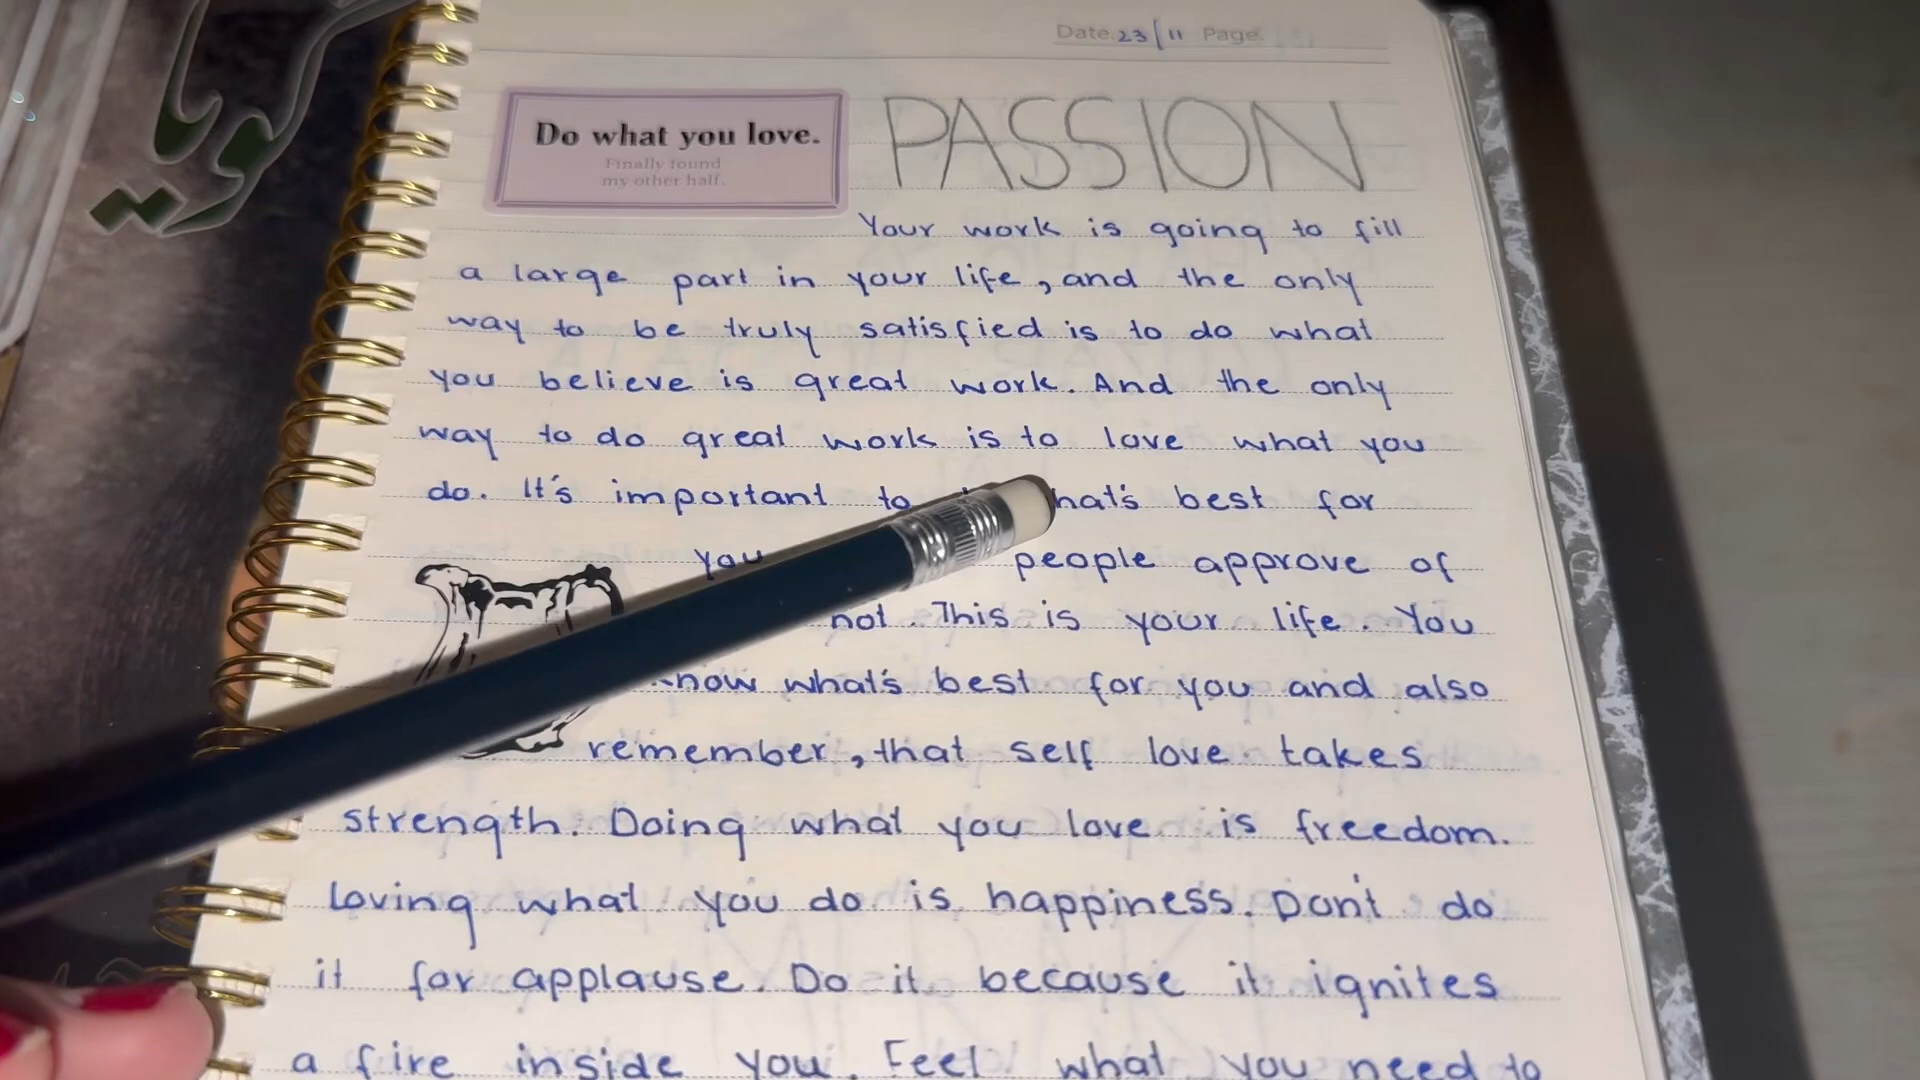 گویا
Date 23/11 Page
Do what you love.
Finally found
my other half.
PASSION
Your work is going to fill
a large part in your life, and the only
way to be truly satisfied is to do what
you believe is great work. And the only
way to do great work is to love what you
do. It's important to best for
you people approve of
not. This is your life. You
what's best for you and also
remember, that self love takes
strength. Doing what you love is freedom.
Loving what you do is happiness. Don't do
it for applause. Do it because it ignites
a fire inside you. Feel what you need to